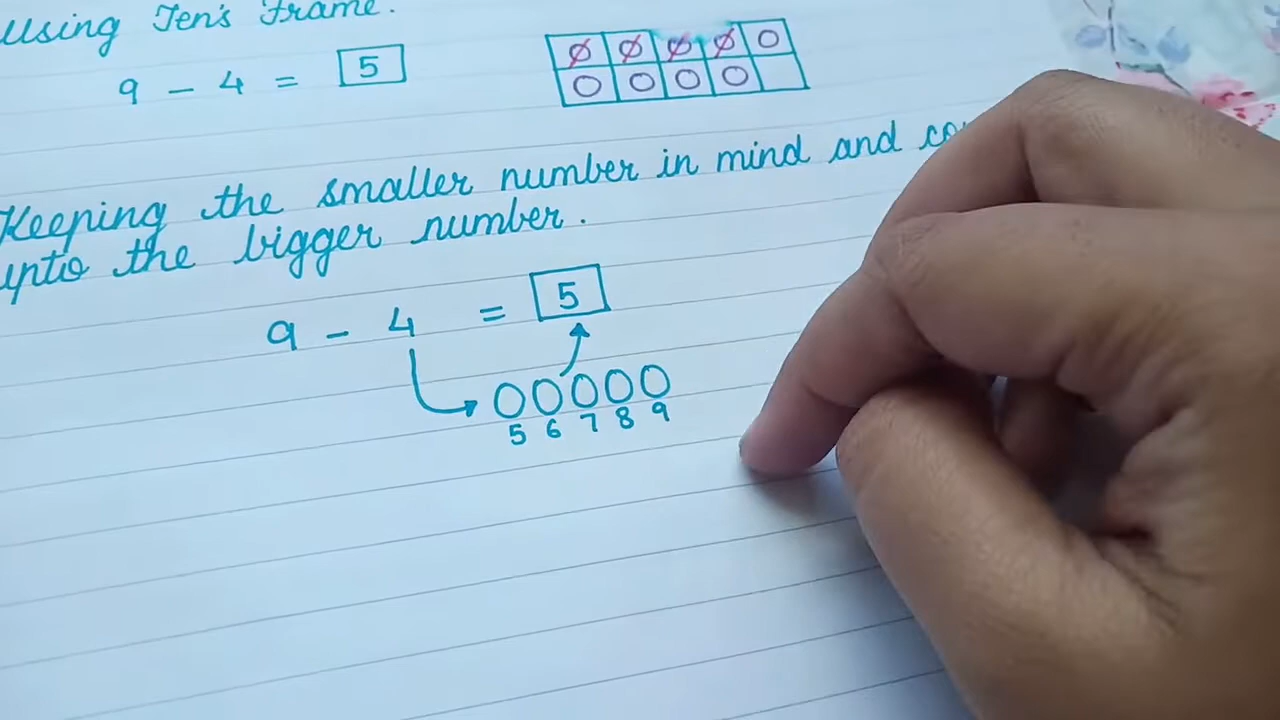 Using Ten's Frame.
9 - 4 = 5
Keeping the smaller number in mind and
upto the bigger number.
9 - 4 = 5
5 6 7 8 9